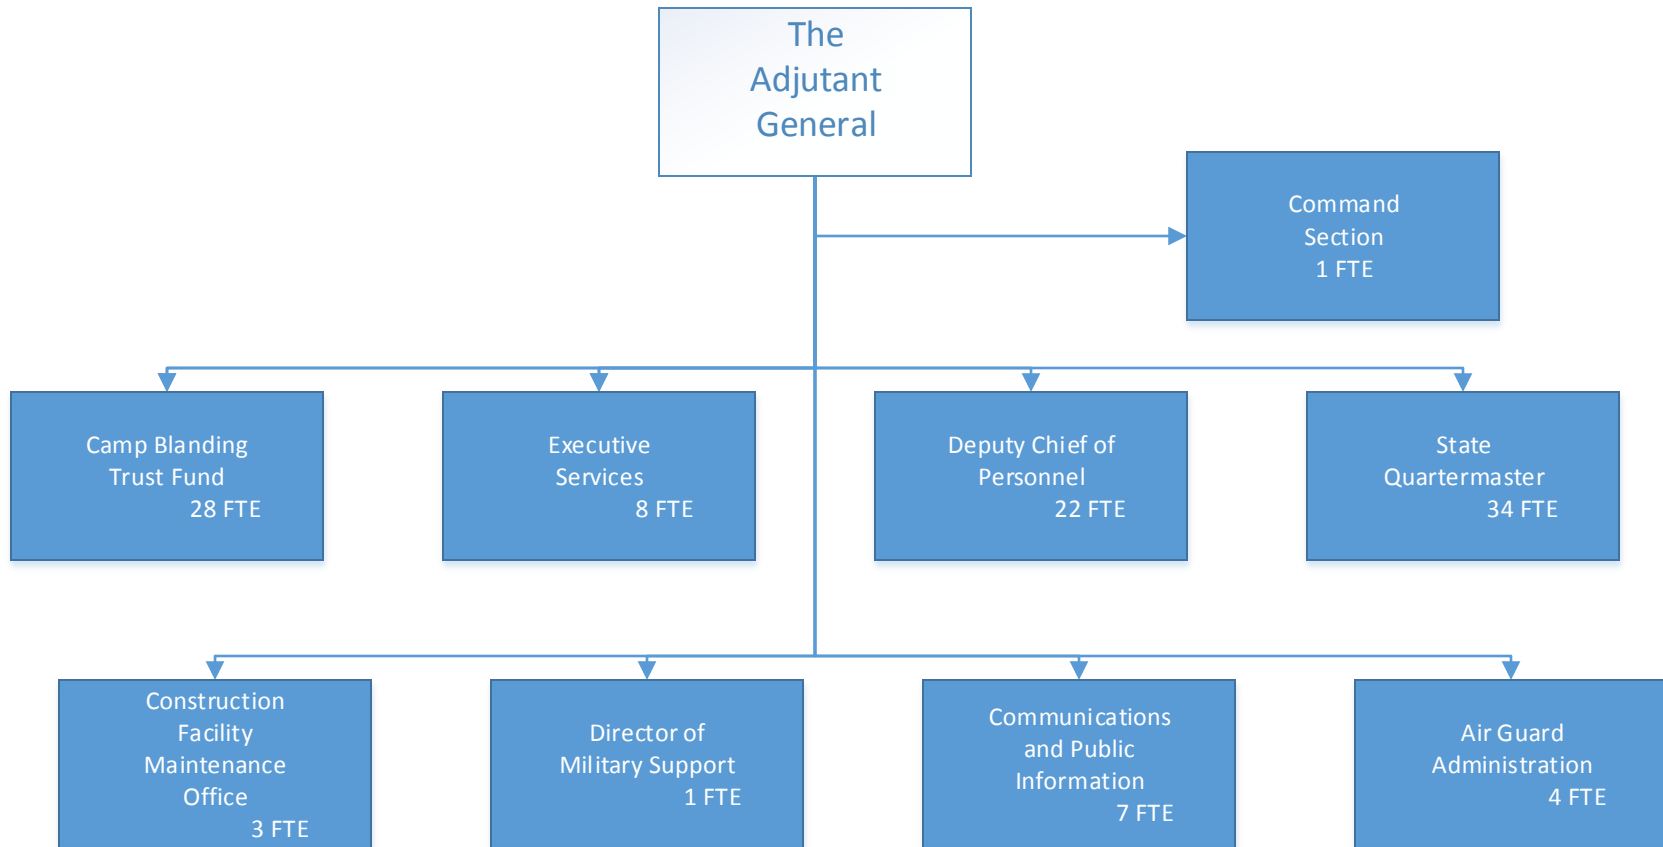 The
Adjutant
General
Command
Section
1 FTE
Camp Blanding
Trust Fund
28 FTE
Executive
Services
8 FTE
Deputy Chief of
Personnel
22 FTE
State
Quartermaster
34 FTE
Construction
Facility
Maintenance
Office
3 FTE
Director of
Military Support
1 FTE
Communications
and Public
Information
7 FTE
Air Guard
Administration
4 FTE